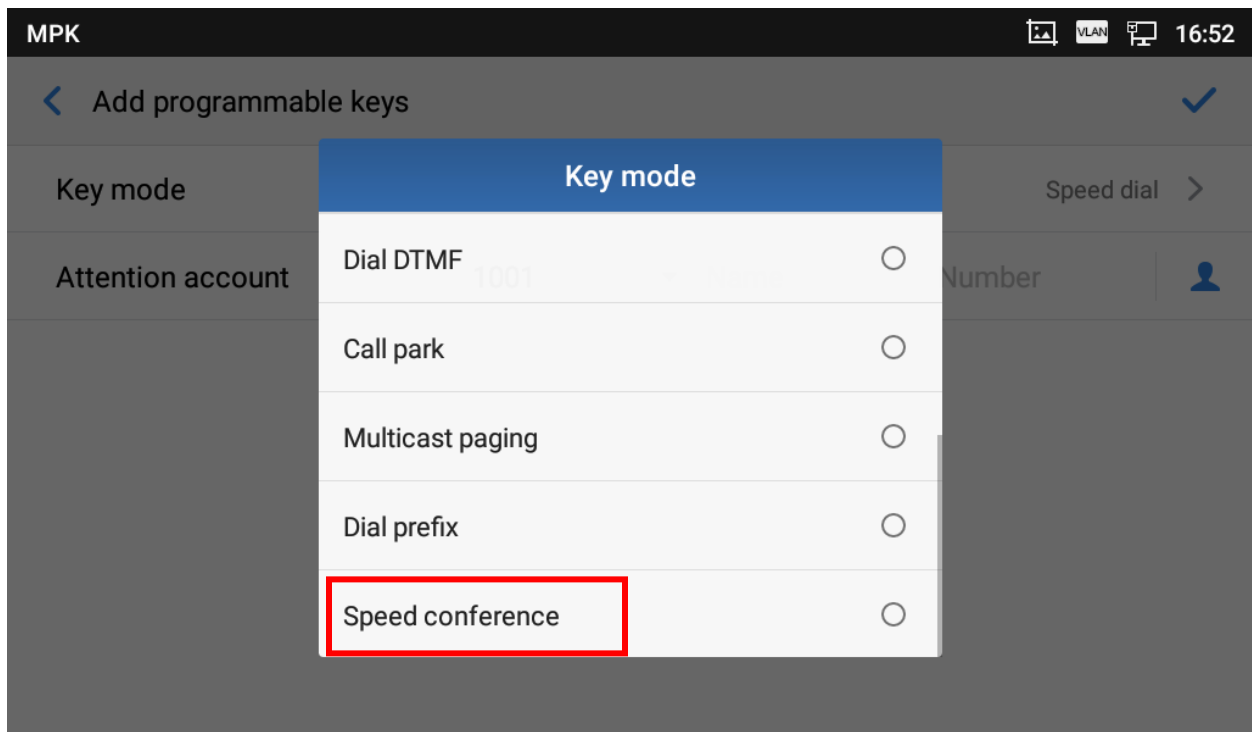 MPK VLAN 16:52
Add programmable keys
Key mode
Key mode Speed dial
Dial DTMF
Attention account 1001 Number
Call park
Multicast paging
Dial prefix
Speed conference